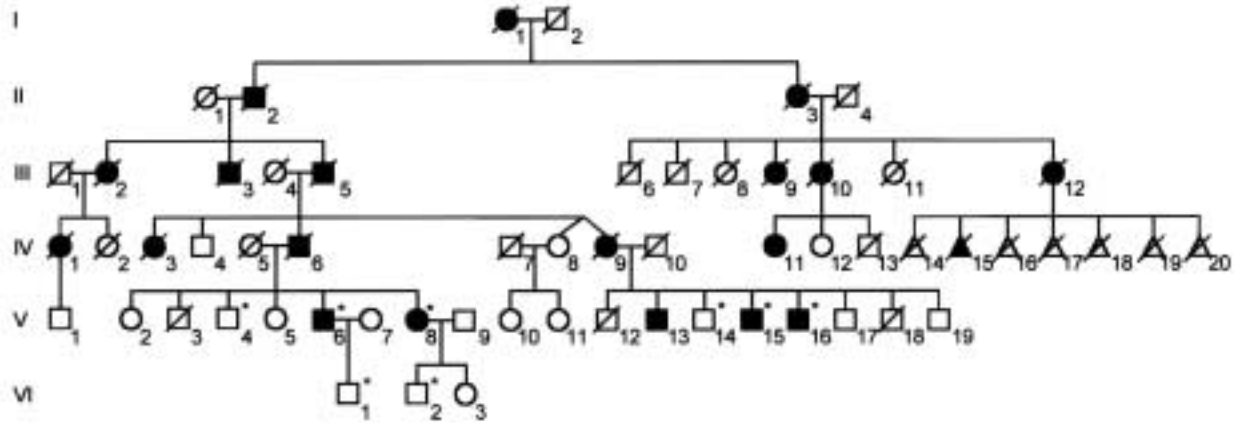 I 1 2
II 1 2 3 4
III 1 2 3 4 5 6 7 8 9 10 11 12
IV 1 2 3 4 5 6 7 8 9 10 11 12 13 14 15 16 17 18 19 20
V 1 2 3 4* 5 6* 7 8* 9 10 11 12 13 14* 15* 16* 17 18 19
VI 1* 2* 3